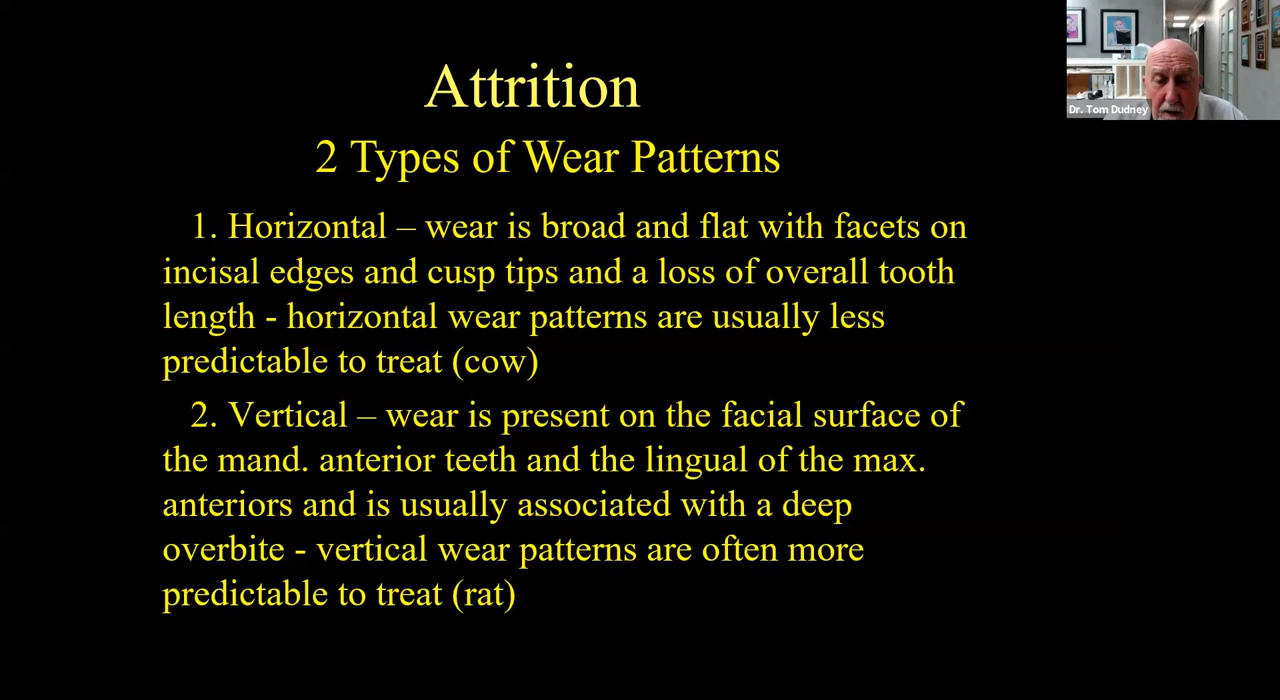 Attrition
2 Types of Wear Patterns
1. Horizontal – wear is broad and flat with facets on
incisal edges and cusp tips and a loss of overall tooth
length - horizontal wear patterns are usually less
predictable to treat (cow)
2. Vertical – wear is present on the facial surface of
the mand. anterior teeth and the lingual of the max.
anteriors and is usually associated with a deep
overbite - vertical wear patterns are often more
predictable to treat (rat)
Dr. Tom Dudney